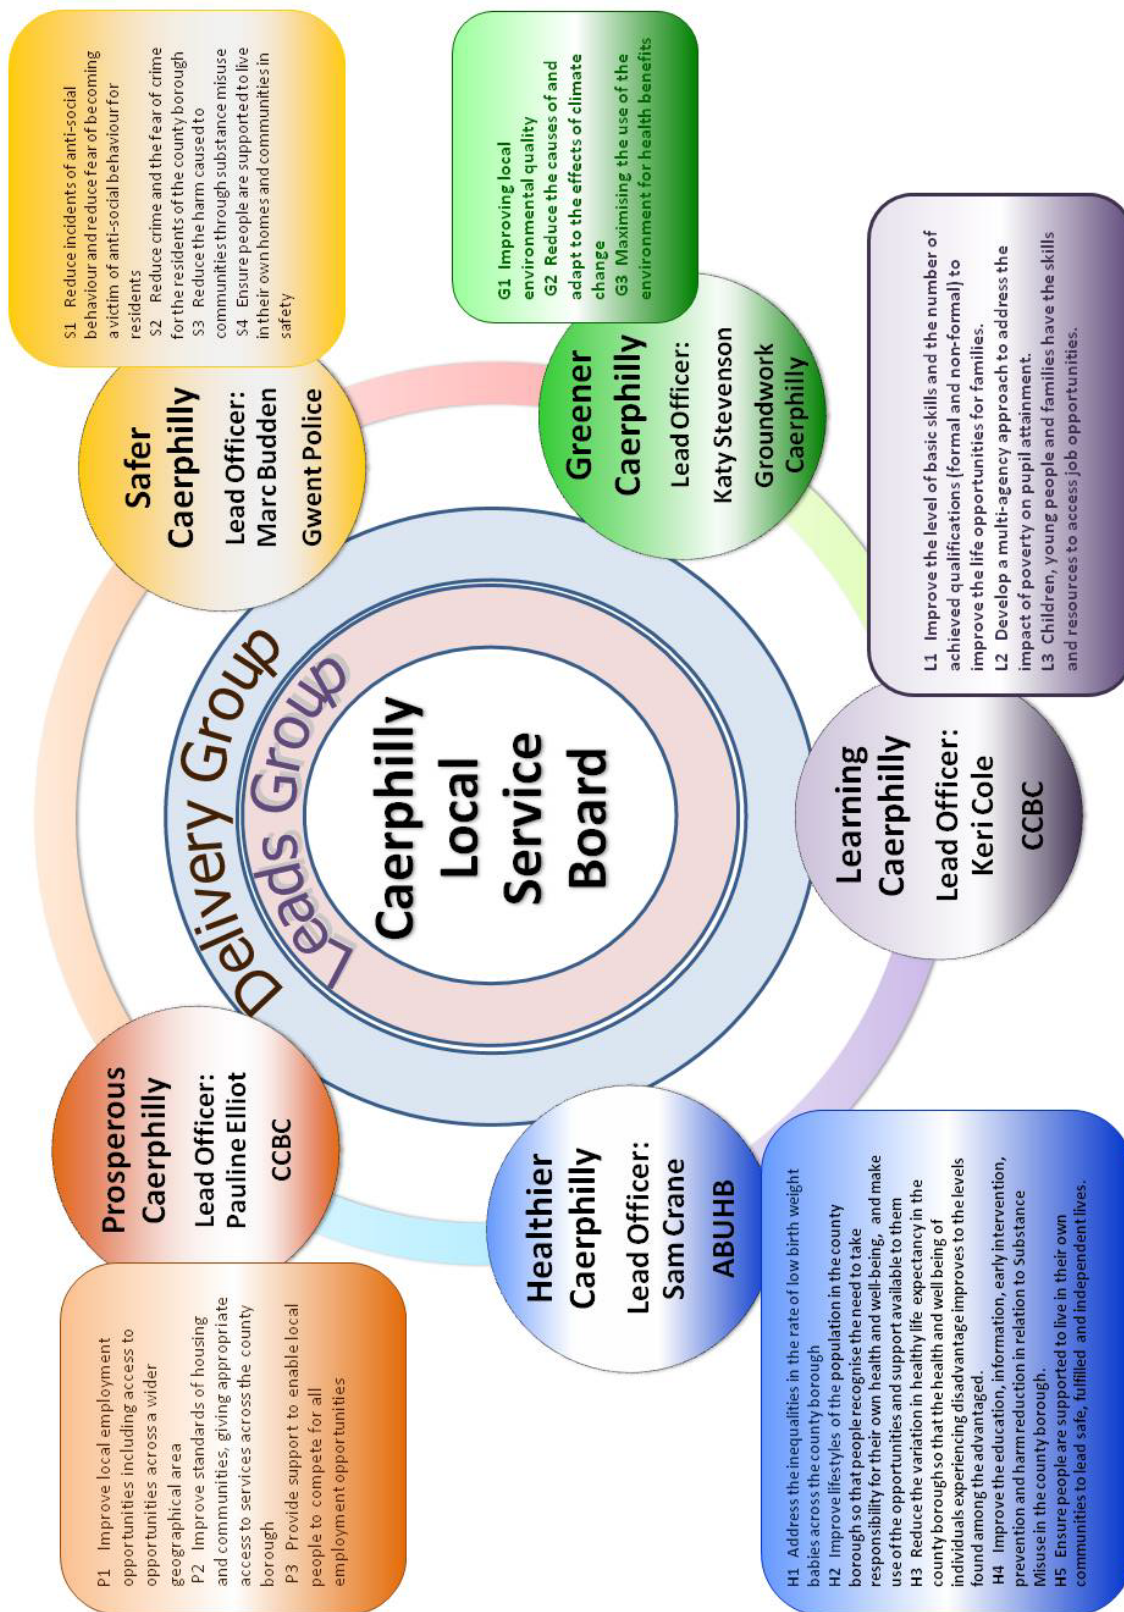 Caerphilly
Local
Service
Board
Leads Group
Delivery Group
Prosperous
Caerphilly
Lead Officer:
Pauline Elliot
CCBC
P1 Improve local employment
opportunities including access to
opportunities across a wider
geographical area
P2 Improve standards of housing
and communities, giving appropriate
access to services across the county
borough
P3 Provide support to enable local
people to compete for all
employment opportunities
Safer
Caerphilly
Lead Officer:
Marc Budden
Gwent Police
S1 Reduce incidents of anti-social
behaviour and reduce fear of becoming
a victim of anti-social behaviour for
residents
S2 Reduce crime and the fear of crime
for the residents of the county borough
S3 Reduce the harm caused to
communities through substance misuse
S4 Ensure people are supported to live
in their own homes and communities in
safety
Greener
Caerphilly
Lead Officer:
Katy Stevenson
Groundwork
Caerphilly
G1 Improving local
environmental quality
G2 Reduce the causes of and
adapt to the effects of climate
change
G3 Maximising the use of the
environment for health benefits
Healthier
Caerphilly
Lead Officer:
Sam Crane
ABUHB
H1 Address the inequalities in the rate of low birth weight
babies across the county borough
H2 Improve lifestyles of the population in the county
borough so that people recognise the need to take
responsibility for their own health and well-being, and make
use of the opportunities and support available to them
H3 Reduce the variation in healthy life expectancy in the
county borough so that the health and well being of
individuals experiencing disadvantage improves to the levels
found among the advantaged.
H4 Improve the education, information, early intervention,
prevention and harm reduction in relation to Substance
Misuse in the county borough.
H5 Ensure people are supported to live in their own
communities to lead safe, fulfilled and independent lives.
Learning
Caerphilly
Lead Officer:
Keri Cole
CCBC
L1 Improve the level of basic skills and the number of
achieved qualifications (formal and non-formal) to
improve the life opportunities for families.
L2 Develop a multi-agency approach to address the
impact of poverty on pupil attainment.
L3 Children, young people and families have the skills
and resources to access job opportunities.